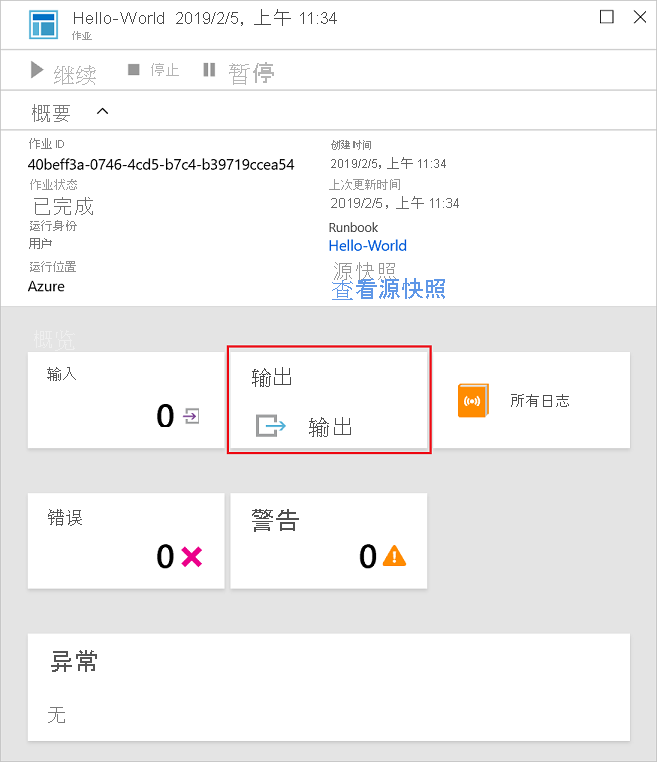 Hello-World 2019/2/5, 上午 11:34
作业
继续 停止 暂停
概要
作业 ID
40beff3a-0746-4cd5-b7c4-b39719ccea54
作业状态
已完成
运行身份
用户
运行位置
Azure
创建时间
2019/2/5, 上午 11:34
上次更新时间
2019/2/5, 上午 11:34
Runbook
Hello-World
源快照
查看源快照
概览
输入
0
输出
输出
所有日志
错误
0
警告
0
异常
无